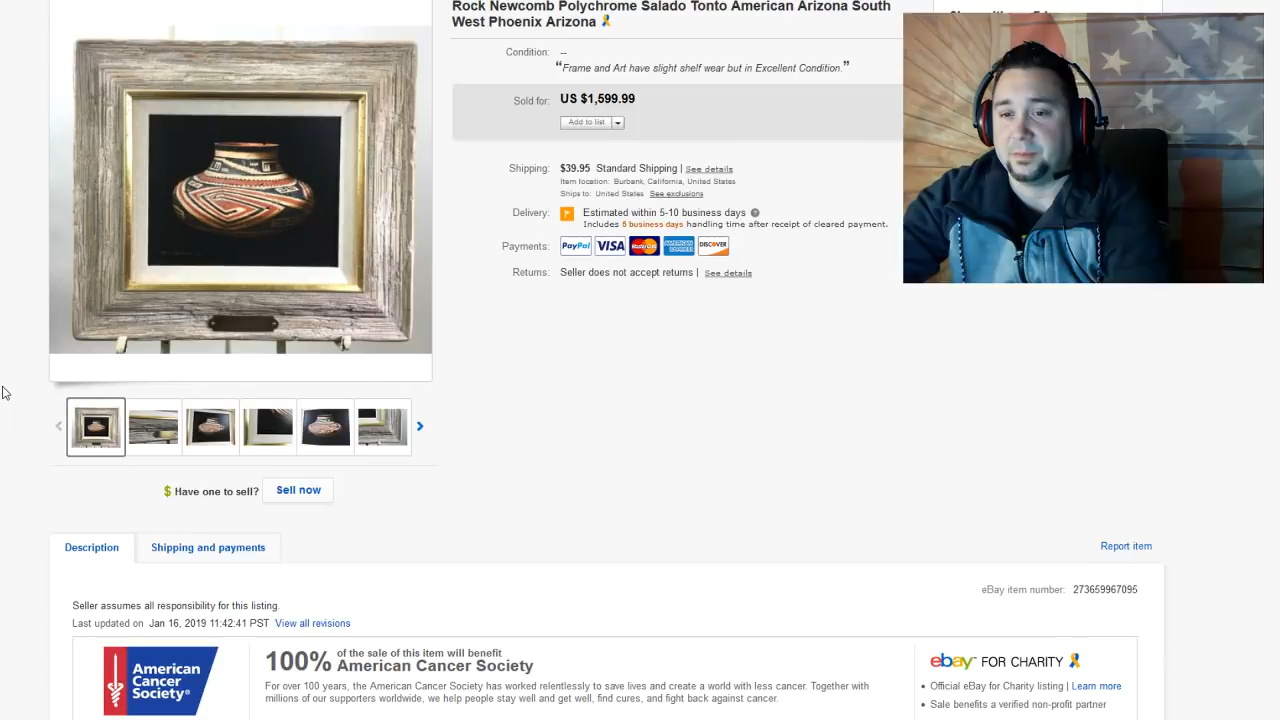 Rock Newcomb Polychrome Salado Tonto American Arizona South
West Phoenix Arizona
Condition: --
“Frame and Art have slight shelf wear but in Excellent Condition.”
Sold for: US $1,599.99
Add to list
Shipping: $39.95 Standard Shipping | See details
Item location: Burbank, California, United States
Ships to: United States See exclusions
Delivery: Estimated within 5-10 business days
Includes 5 business days handling time after receipt of cleared payment.
Payments: PayPal VISA MasterCard AMERICAN EXPRESS DISCOVER
Returns: Seller does not accept returns | See details
$ Have one to sell? Sell now
Description Shipping and payments Report item
eBay item number: 273659967095
Seller assumes all responsibility for this listing.
Last updated on Jan 16, 2019 11:42:41 PST View all revisions
American
Cancer
Society®
100% of the sale of this item will benefit
American Cancer Society
For over 100 years, the American Cancer Society has worked relentlessly to save lives and create a world with less cancer. Together with
millions of our supporters worldwide, we help people stay well and get well, find cures, and fight back against cancer.
ebay™ FOR CHARITY
• Official eBay for Charity listing | Learn more
• Sale benefits a verified non-profit partner